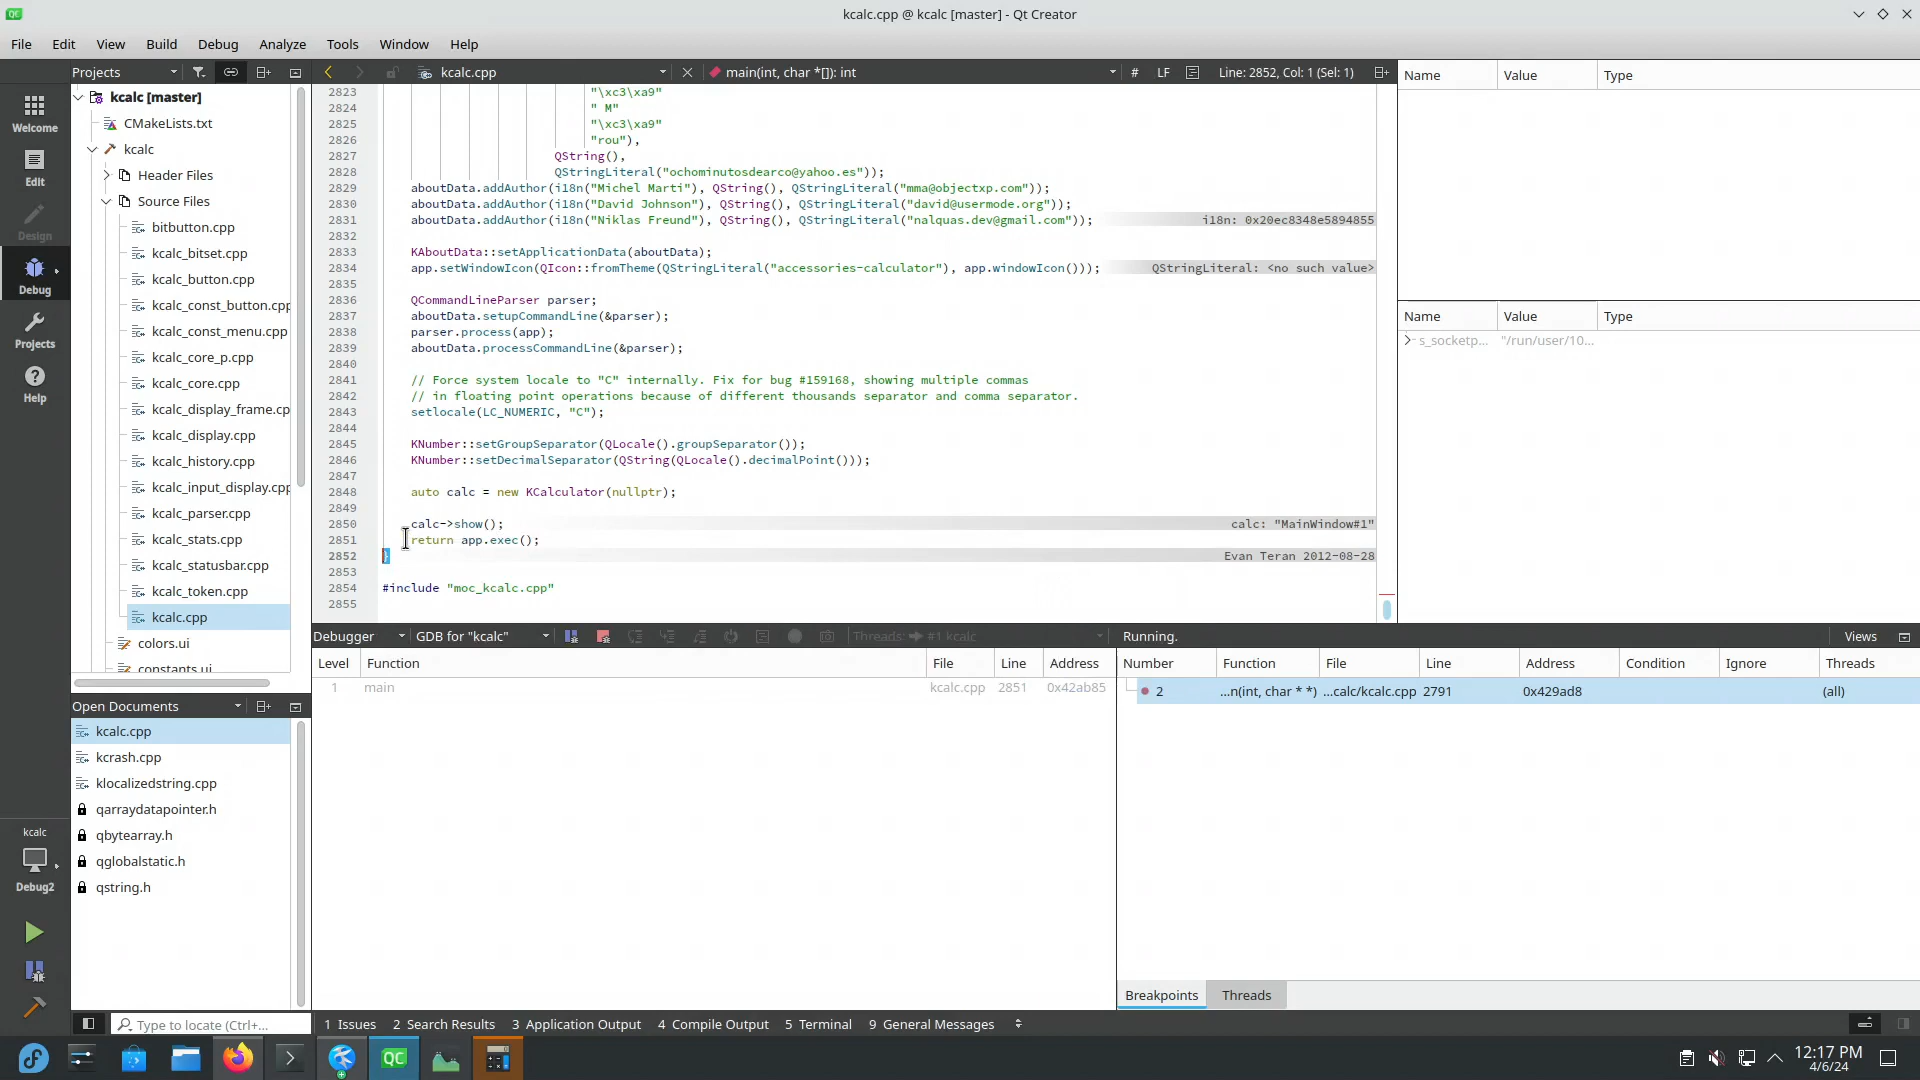 kcalc.cpp @ kcalc [master] - Qt Creator
File Edit View Build Debug Analyze Tools Window Help
Projects
kcalc.cpp
main(int, char *[]): int
# LF
Line: 2852, Col: 1 (Sel: 1)
Welcome
Edit
Design
Debug
Projects
Help
kcalc
Debug2
kcalc [master]
CMakeLists.txt
kcalc
Header Files
Source Files
bitbutton.cpp
kcalc_bitset.cpp
kcalc_button.cpp
kcalc_const_button.cpp
kcalc_const_menu.cpp
kcalc_core_p.cpp
kcalc_core.cpp
kcalc_display_frame.cp
kcalc_display.cpp
kcalc_history.cpp
kcalc_input_display.cpp
kcalc_parser.cpp
kcalc_stats.cpp
kcalc_statusbar.cpp
kcalc_token.cpp
kcalc.cpp
colors.ui
constants.ui
Open Documents
kcalc.cpp
kcrash.cpp
klocalizedstring.cpp
qarraydatapointer.h
qbytearray.h
qglobalstatic.h
qstring.h
2823 "\xc3\xa9"
2824 " M"
2825 "\xc3\xa9"
2826 "rou"),
2827 QString(),
2828 QStringLiteral("ochominutosdearco@yahoo.es"));
2829 aboutData.addAuthor(i18n("Michel Marti"), QString(), QStringLiteral("mma@objectxp.com"));
2830 aboutData.addAuthor(i18n("David Johnson"), QString(), QStringLiteral("david@usermode.org"));
2831 aboutData.addAuthor(i18n("Niklas Freund"), QString(), QStringLiteral("nalquas.dev@gmail.com")); i18n: 0x20ec8348e5894855
2832
2833 KAboutData::setApplicationData(aboutData);
2834 app.setWindowIcon(QIcon::fromTheme(QStringLiteral("accessories-calculator"), app.windowIcon())); QStringLiteral: <no such value>
2835
2836 QCommandLineParser parser;
2837 aboutData.setupCommandLine(&parser);
2838 parser.process(app);
2839 aboutData.processCommandLine(&parser);
2840
2841 // Force system locale to "C" internally. Fix for bug #159168, showing multiple commas
2842 // in floating point operations because of different thousands separator and comma separator.
2843 setlocale(LC_NUMERIC, "C");
2844
2845 KNumber::setGroupSeparator(QLocale().groupSeparator());
2846 KNumber::setDecimalSeparator(QString(QLocale().decimalPoint()));
2847
2848 auto calc = new KCalculator(nullptr);
2849
2850 calc->show(); calc: "MainWindow#1"
2851 return app.exec();
2852 } Evan Teran 2012-08-28
2853
2854 #include "moc_kcalc.cpp"
2855
Name Value Type
Name Value Type
s_socketp... "/run/user/10...
Debugger GDB for "kcalc" Threads: #1 kcalc Running. Views
Level Function File Line Address
1 main kcalc.cpp 2851 0x42ab85
Number Function File Line Address Condition Ignore Threads
2 ...n(int, char * *) ...calc/kcalc.cpp 2791 0x429ad8 (all)
Breakpoints Threads
Type to locate (Ctrl+...
1 Issues 2 Search Results 3 Application Output 4 Compile Output 5 Terminal 9 General Messages
QC
12:17 PM
4/6/24